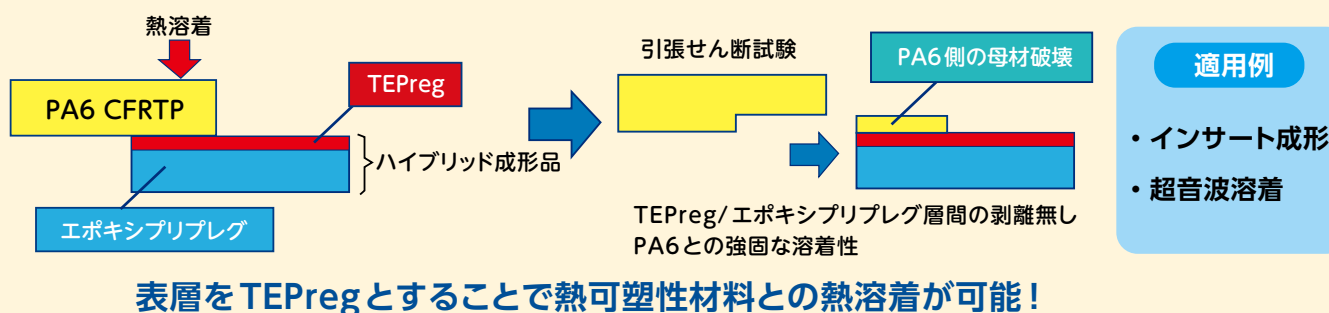 熱溶着
PA6 CFRTP
TEPreg
ハイブリッド成形品
エポキシプリプレグ
引張せん断試験
PA6側の母材破壊
TEPreg/エポキシプリプレグ層間の剥離無し
PA6との強固な溶着性
適用例
・インサート成形
・超音波溶着
表層をTEPregとすることで熱可塑性材料との熱溶着が可能！